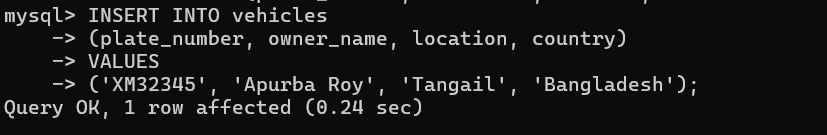 mysql> INSERT INTO vehicles
    -> (plate_number, owner_name, location, country)
    -> VALUES
    -> ('XM32345', 'Apurba Roy', 'Tangail', 'Bangladesh');
Query OK, 1 row affected (0.24 sec)